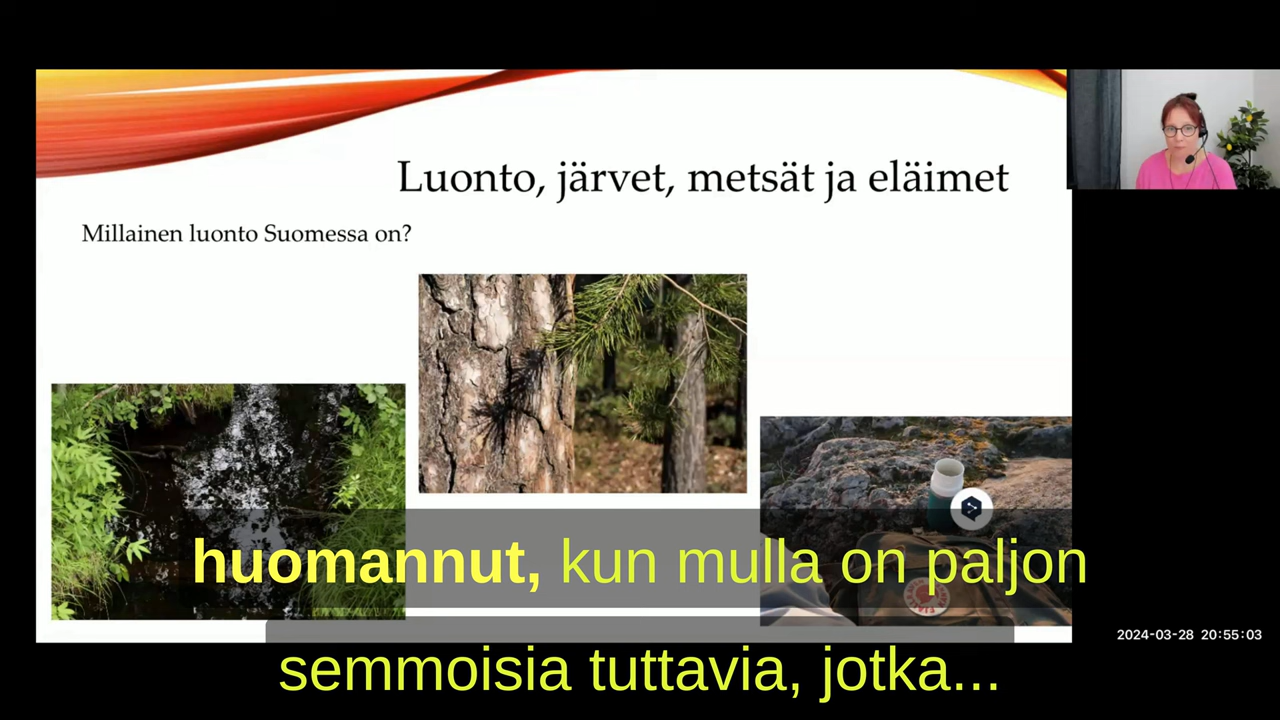 Luonto, järvet, metsät ja eläimet
Millainen luonto Suomessa on?
huomannut, kun mulla on paljon
semmoisia tuttavia, jotka...
2024-03-28 20:55:03